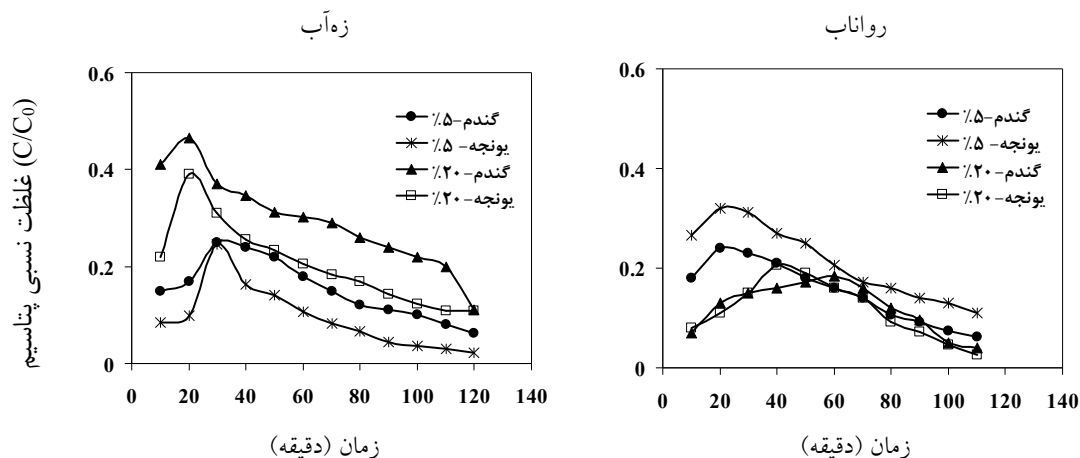 زه‌آب
رواناب
غلظت نسبی پتاسیم (C/C0)
0.6
0.4
0.2
0
0 20 40 60 80 100 120 140
زمان (دقیقه)
گندم-۵٪
یونجه- ۵٪
گندم-۲۰٪
یونجه-۲۰٪
0.6
0.4
0.2
0
0 20 40 60 80 100 120 140
زمان (دقیقه)
گندم-۵٪
یونجه- ۵٪
گندم-۲۰٪
یونجه-۲۰٪